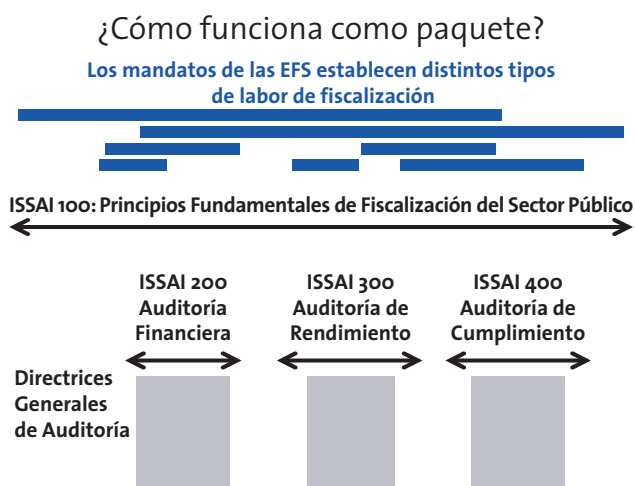 ¿Cómo funciona como paquete?
Los mandatos de las EFS establecen distintos tipos
de labor de fiscalización
ISSAI 100: Principios Fundamentales de Fiscalización del Sector Público
ISSAI 200
Auditoría
Financiera
ISSAI 300
Auditoría de
Rendimiento
ISSAI 400
Auditoría de
Cumplimiento
Directrices
Generales
de Auditoría